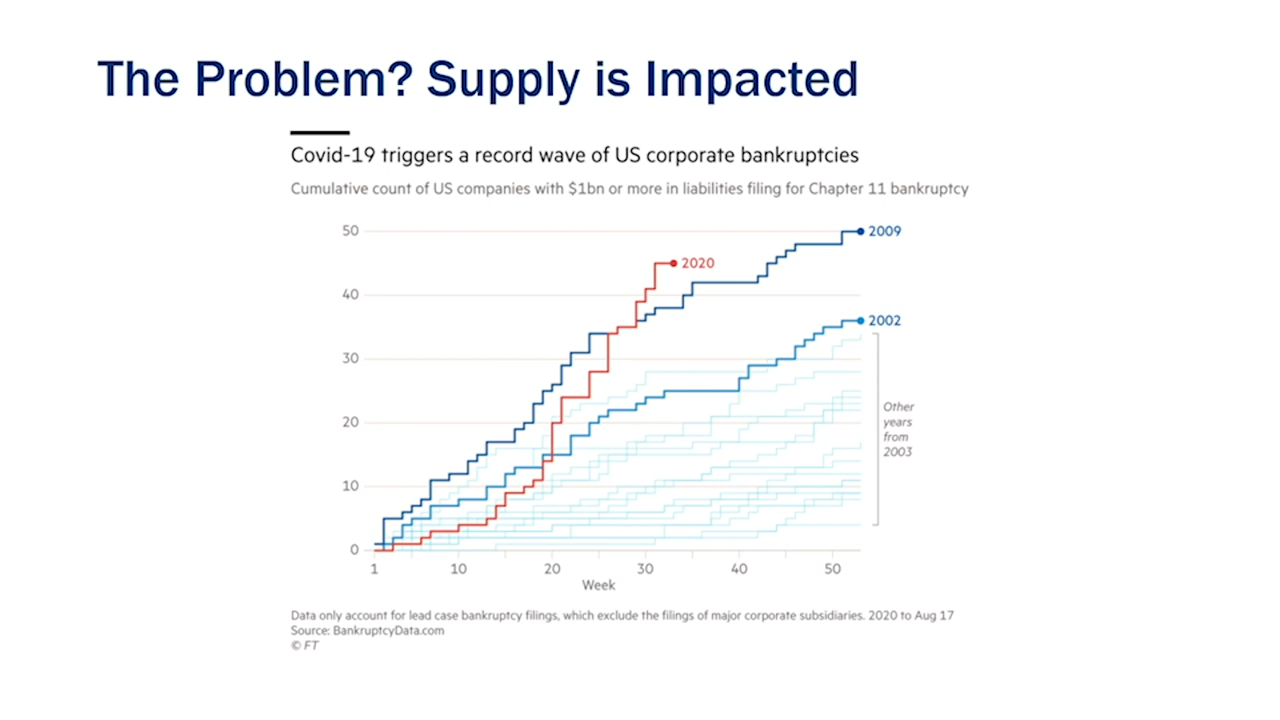 The Problem? Supply is Impacted
Covid-19 triggers a record wave of US corporate bankruptcies
Cumulative count of US companies with $1bn or more in liabilities filing for Chapter 11 bankruptcy
50
2009
2020
40
2002
30
Other
years
from
2003
20
10
0
1 10 20 30 40 50
Week
Data only account for lead case bankruptcy filings, which exclude the filings of major corporate subsidiaries. 2020 to Aug 17
Source: BankruptcyData.com
© FT